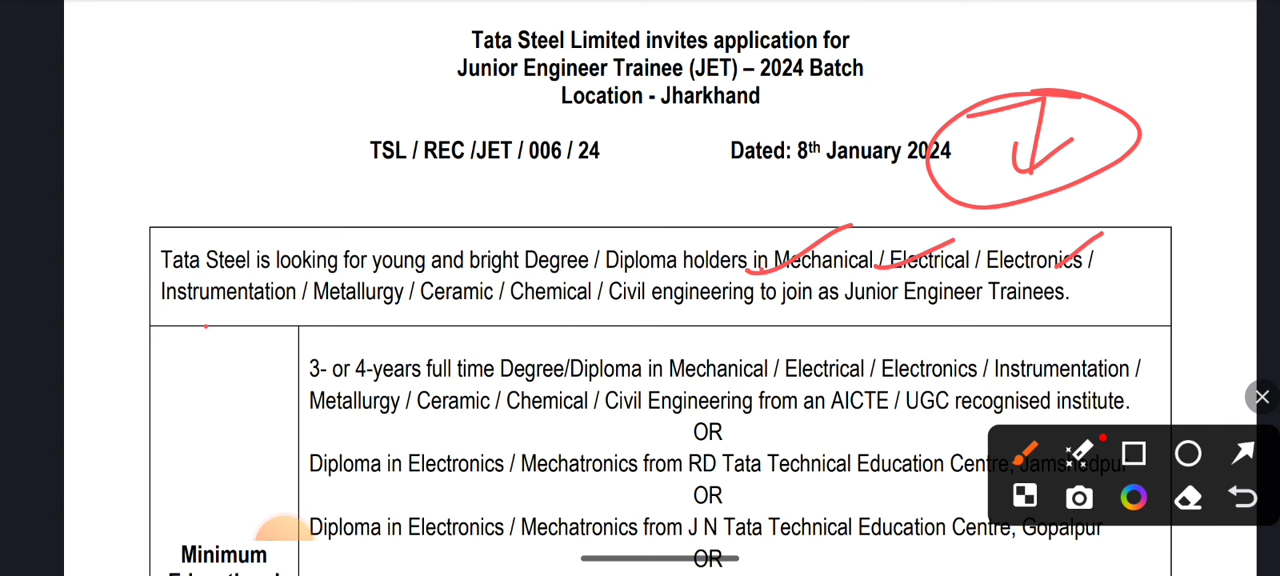 Tata Steel Limited invites application for
Junior Engineer Trainee (JET) – 2024 Batch
Location - Jharkhand
TSL / REC /JET / 006 / 24 Dated: 8th January 2024
Tata Steel is looking for young and bright Degree / Diploma holders in Mechanical / Electrical / Electronics /
Instrumentation / Metallurgy / Ceramic / Chemical / Civil engineering to join as Junior Engineer Trainees.
3- or 4-years full time Degree/Diploma in Mechanical / Electrical / Electronics / Instrumentation /
Metallurgy / Ceramic / Chemical / Civil Engineering from an AICTE / UGC recognised institute.
OR
Diploma in Electronics / Mechatronics from RD Tata Technical Education Centre, Jamshedpur
OR
Diploma in Electronics / Mechatronics from J N Tata Technical Education Centre, Gopalpur
OR
Minimum